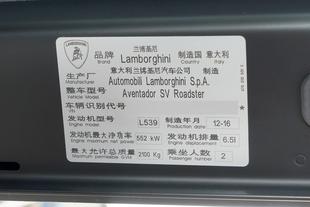 LAMBORGHINI
品牌 兰博基尼 制造国 意大利
Brand Lamborghini Country Italy
生产厂 意大利兰博基尼汽车公司 制造
Manufacturer Automobili Lamborghini S.p.A.
整车型号 Aventador SV Roadster
Vehicle Model
车辆识别代号
VIN
发动机型号 L539 制造年月 12-16
Engine model Production date
发动机最大净功率 552 kW 发动机排量 6.5l
Engine maximum net power Engine displacement
最大允许总质量 2100 Kg 乘坐人数 2
Maximum permissible GVM Passenger number